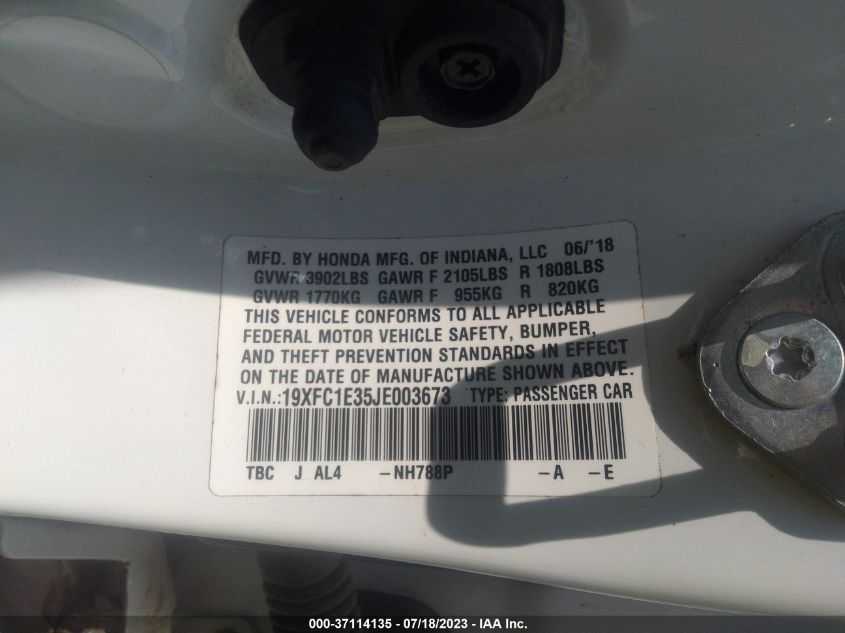 MFD. BY HONDA MFG. OF INDIANA, LLC 06/'18
GVWR 3902LBS GAWR F 2105LBS R 1808LBS
GVWR 1770KG GAWR F 955KG R 820KG
THIS VEHICLE CONFORMS TO ALL APPLICABLE
FEDERAL MOTOR VEHICLE SAFETY, BUMPER,
AND THEFT PREVENTION STANDARDS IN EFFECT
ON THE DATE OF MANUFACTURE SHOWN ABOVE.
V.I.N.:19XFC1E35JE003673 TYPE: PASSENGER CAR
TBC J AL4 -NH788P -A -E
000-37114135 - 07/18/2023 - IAA Inc.